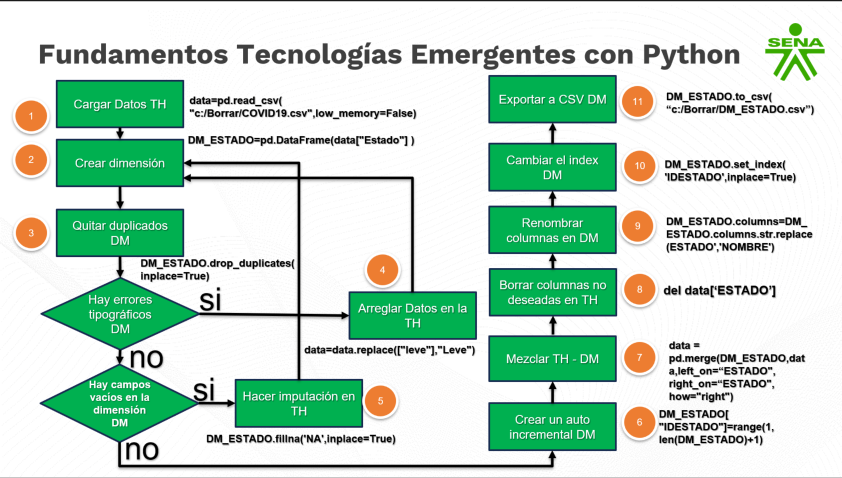 Fundamentos Tecnologías Emergentes con Python
SENA
1
Cargar Datos TH
data=pd.read_csv(
"c:/Borrar/COVID19.csv",low_memory=False)
2
Crear dimensión
DM_ESTADO=pd.DataFrame(data["Estado"] )
3
Quitar duplicados
DM
DM_ESTADO.drop_duplicates(
inplace=True)
Hay errores
tipográficos
DM
si
no
4
Arreglar Datos en la
TH
data=data.replace(["leve"],"Leve")
Hay campos
vacíos en la
dimensión
DM
si
no
Hacer imputación en
TH
5
DM_ESTADO.fillna('NA',inplace=True)
Crear un auto
incremental DM
6
DM_ESTADO[
"IDESTADO"]=range(1,
len(DM_ESTADO)+1)
Mezclar TH - DM
7
data =
pd.merge(DM_ESTADO,dat
a,left_on=“ESTADO",
right_on=“ESTADO",
how="right")
Borrar columnas no
deseadas en TH
8
del data[‘ESTADO’]
Renombrar
columnas en DM
9
DM_ESTADO.columns=DM_
ESTADO.columns.str.replace
(ESTADO','NOMBRE')
Cambiar el index
DM
10
DM_ESTADO.set_index(
'IDESTADO',inplace=True)
Exportar a CSV DM
11
DM_ESTADO.to_csv(
“c:/Borrar/DM_ESTADO.csv”)